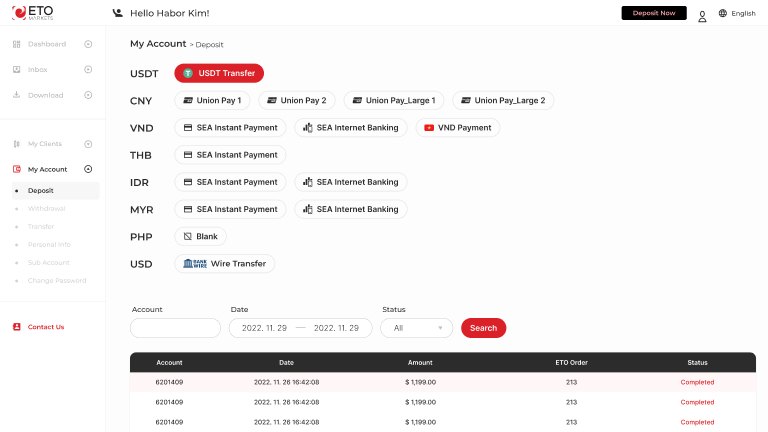 ETO
MARKETS
Hello Habor Kim!
Deposit Now
English
Dashboard
Inbox
Download
My Clients
My Account
Deposit
Withdrawal
Transfer
Personal Info
Sub Account
Change Password
Contact Us
My Account > Deposit
USDT USDT Transfer
CNY Union Pay 1 Union Pay 2 Union Pay_Large 1 Union Pay_Large 2
VND SEA Instant Payment SEA Internet Banking VND Payment
THB SEA Instant Payment
IDR SEA Instant Payment SEA Internet Banking
MYR SEA Instant Payment SEA Internet Banking
PHP Blank
USD BANK WIRE Wire Transfer
Account Date Status
2022. 11. 29 — 2022. 11. 29 All Search
Account Date Amount ETO Order Status
6201409 2022. 11. 26 16:42:08 $ 1,199.00 213 Completed
6201409 2022. 11. 26 16:42:08 $ 1,199.00 213 Completed
6201409 2022. 11. 26 16:42:08 $ 1,199.00 213 Completed